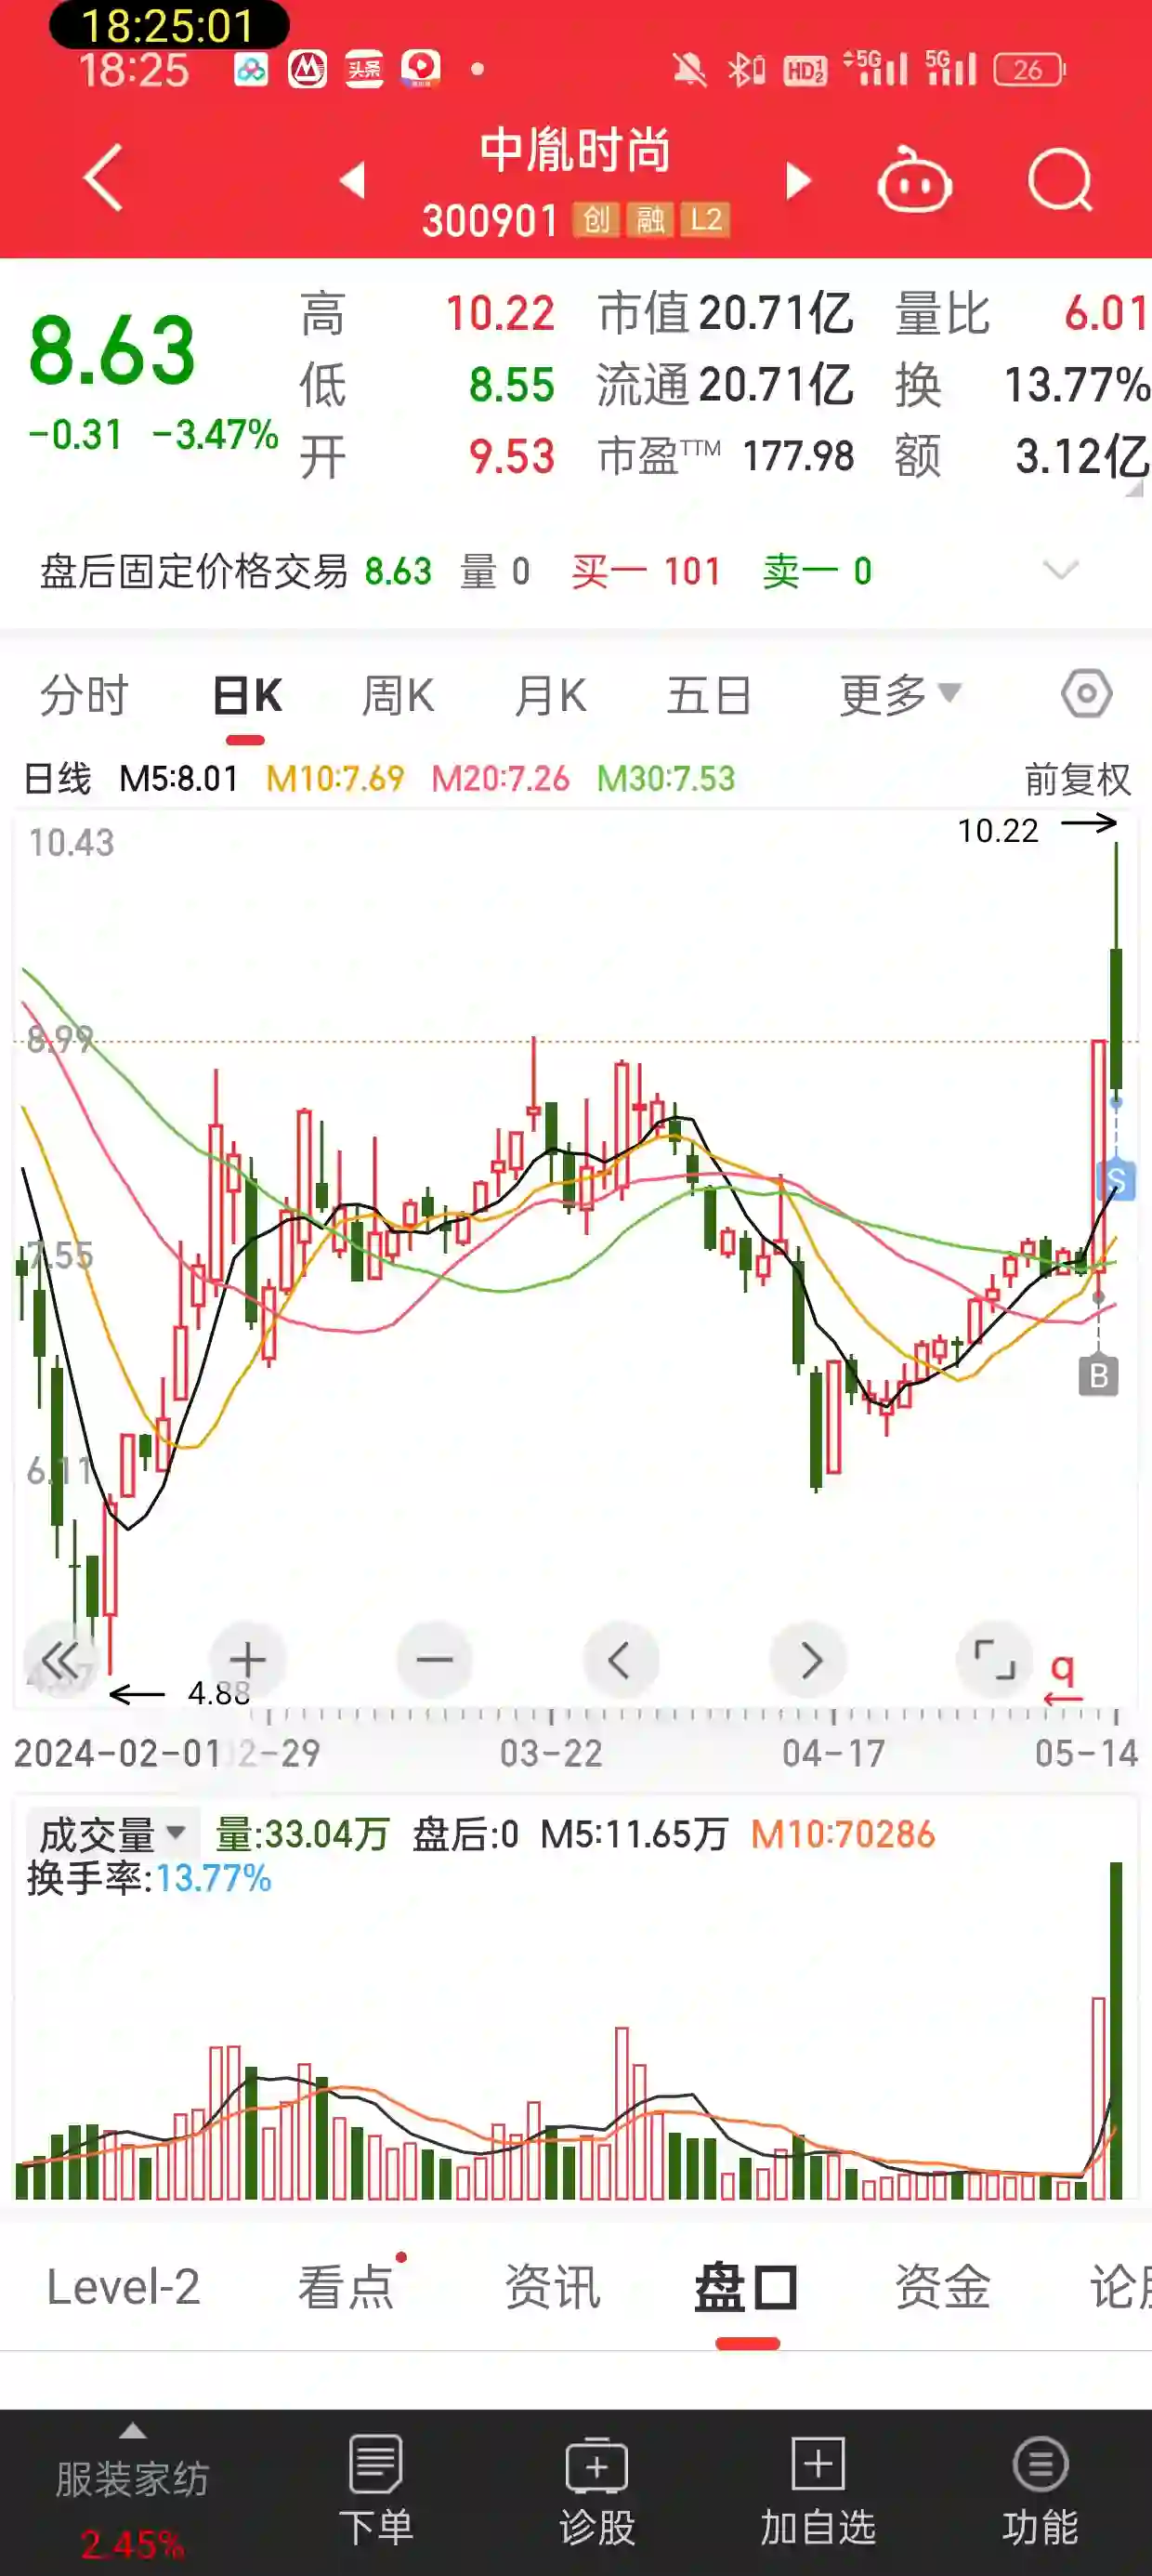 18:25:01
18:25 头条 HD 1 2 5G 5G 26
中胤时尚
300901 创 融 L2
8.63 高 10.22 市值 20.71亿 量比 6.01
低 8.55 流通 20.71亿 换 13.77%
-0.31 -3.47% 开 9.53 市盈TTM 177.98 额 3.12亿
盘后固定价格交易 8.63 量 0 买一 101 卖一 0
分时 日K 周K 月K 五日 更多
日线 M5:8.01 M10:7.69 M20:7.26 M30:7.53 前复权
10.43
10.22
8.99
S
7.55
B
6.11
q
4.88
2024-02-01 02-29 03-22 04-17 05-14
成交量 量:33.04万 盘后:0 M5:11.65万 M10:70286
换手率:13.77%
Level-2 看点 资讯 盘口 资金 论
服装家纺
2.45%
下单 诊股 加自选 功能